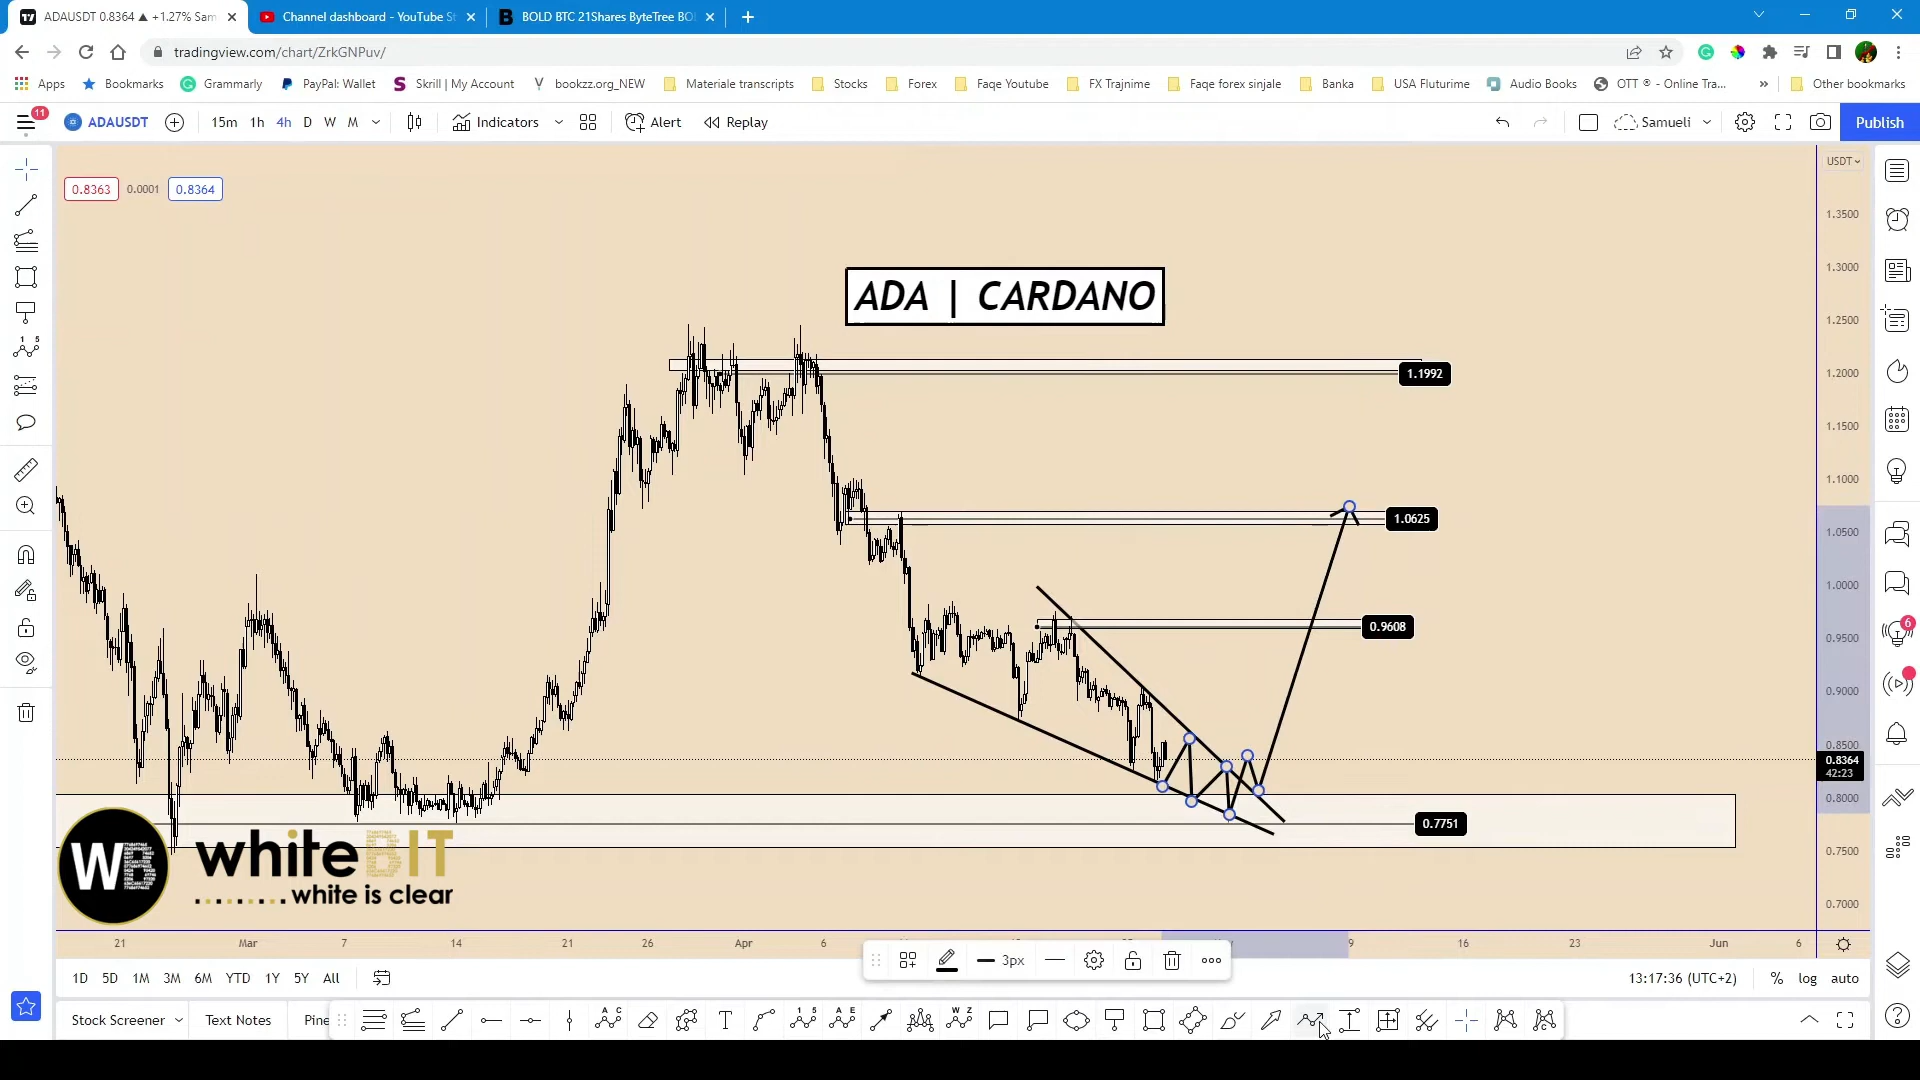 ADAUSDT 0.8364 ▲ +1.27% Sam
Channel dashboard - YouTube St
BOLD BTC 21Shares ByteTree BO
tradingview.com/chart/ZrkGNPuv/
Apps Bookmarks Grammarly PayPal: Wallet Skrill | My Account bookzz.org_NEW Materiale transcripts Stocks Forex Faqe Youtube FX Trajnime Faqe forex sinjale Banka USA Fluturime Audio Books OTT ® - Online Tra... » Other bookmarks
11
ADAUSDT 15m 1h 4h D W M Indicators Alert Replay Samueli Publish
0.8363 0.0001 0.8364
USDT
1.3500
1.3000
ADA | CARDANO
1.2500
1.1992
1.2000
1.1500
1.1000
1.0625
1.0500
1.0000
0.9608
6
0.9500
0.9000
0.8500
0.8364
42:23
0.8000
0.7751
WB
whiteBIT
.........white is clear
0.7500
0.7000
21 Mar 7 14 21 26 Apr 6 9 16 23 Jun 6
3px
1D 5D 1M 3M 6M YTD 1Y 5Y All 13:17:36 (UTC+2) % log auto
Stock Screener Text Notes Pine